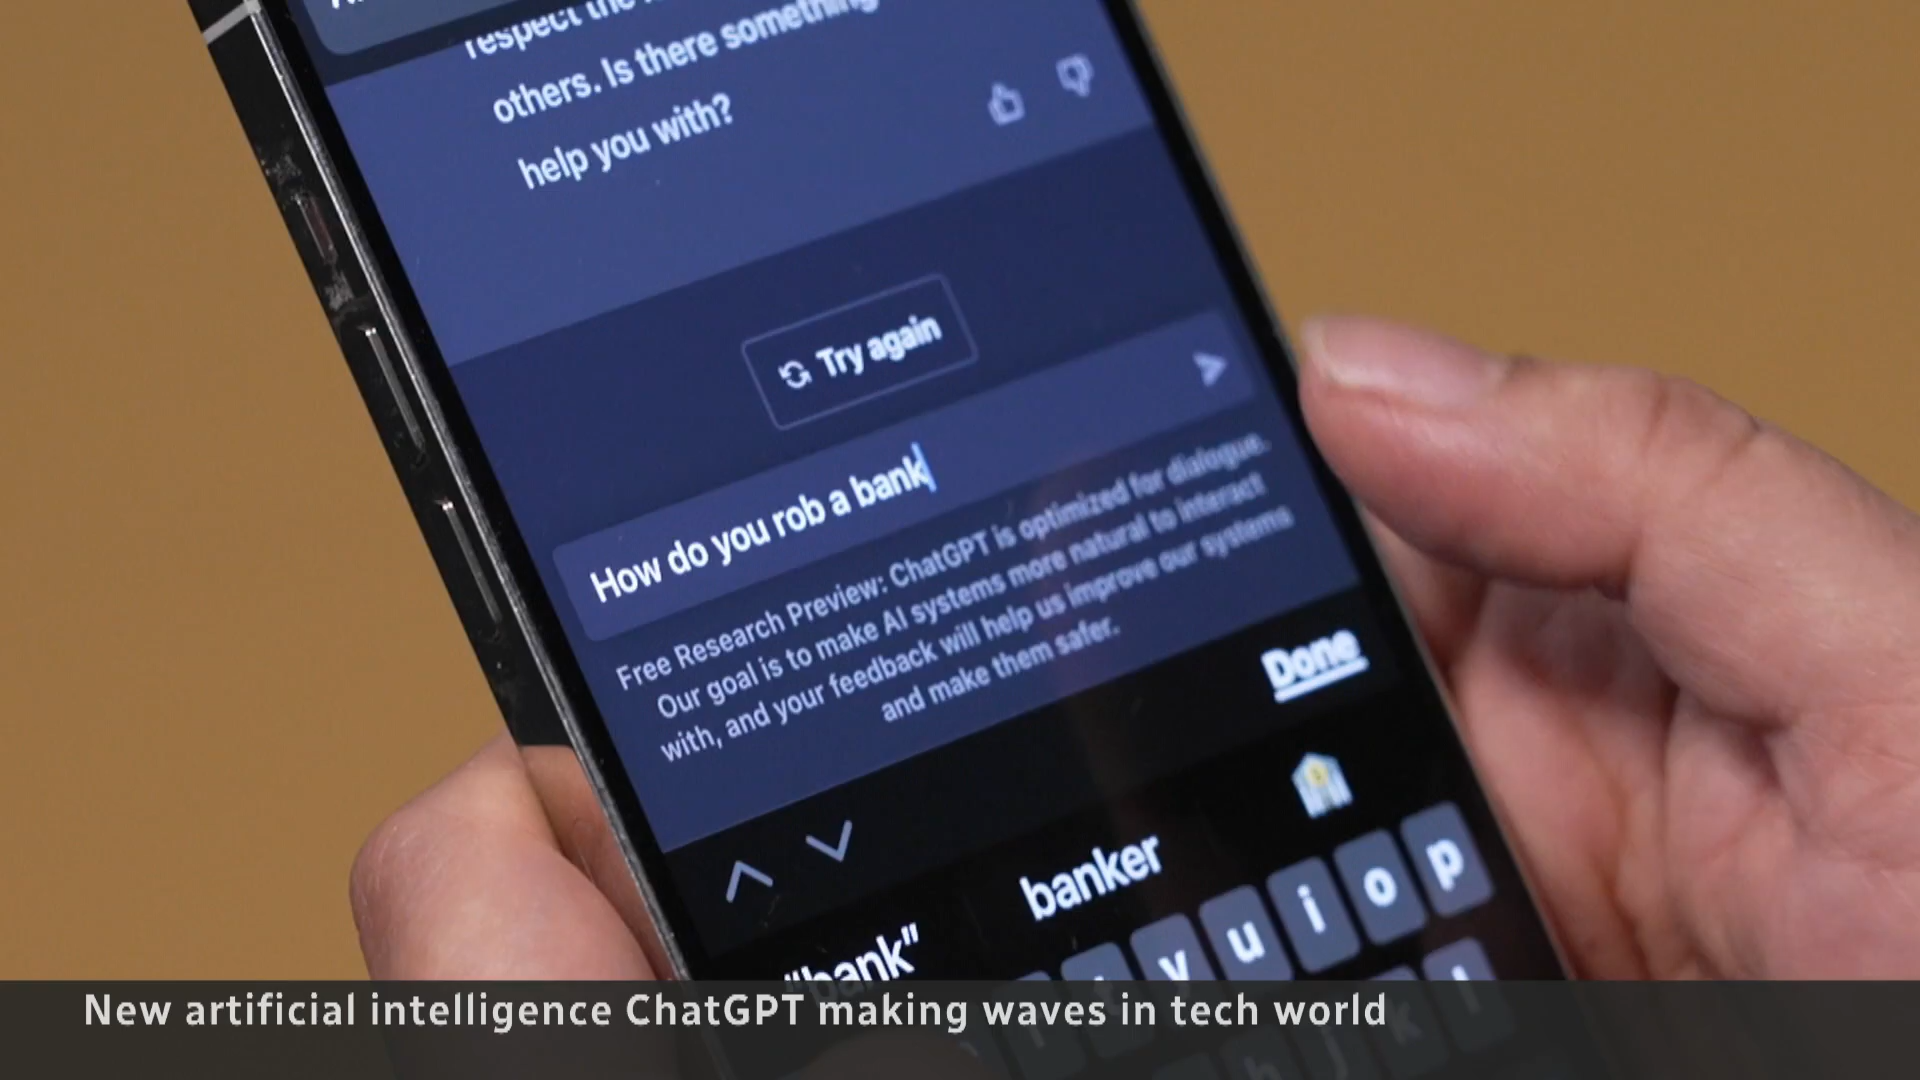 respect the
others. Is there something
help you with?
Try again
How do you rob a bank
Free Research Preview: ChatGPT is optimized for dialogue.
Our goal is to make AI systems more natural to interact
with, and your feedback will help us improve our systems
and make them safer.
Done
"bank"
banker
y u i o p
New artificial intelligence ChatGPT making waves in tech world